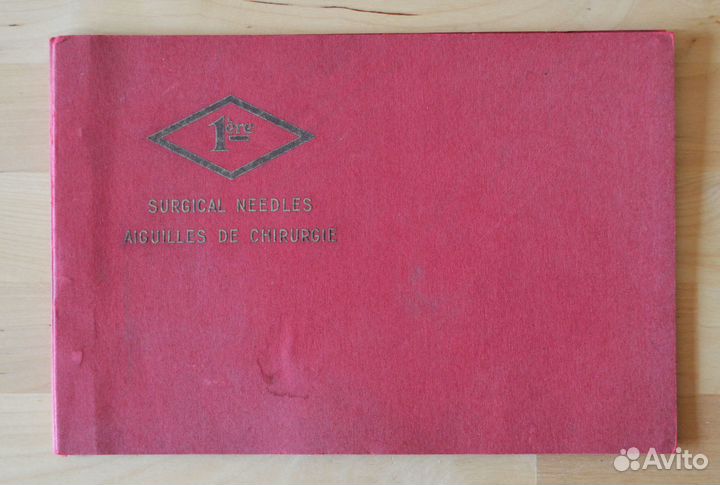 1ère
SURGICAL NEEDLES
AIGUILLES DE CHIRURGIE
Avito